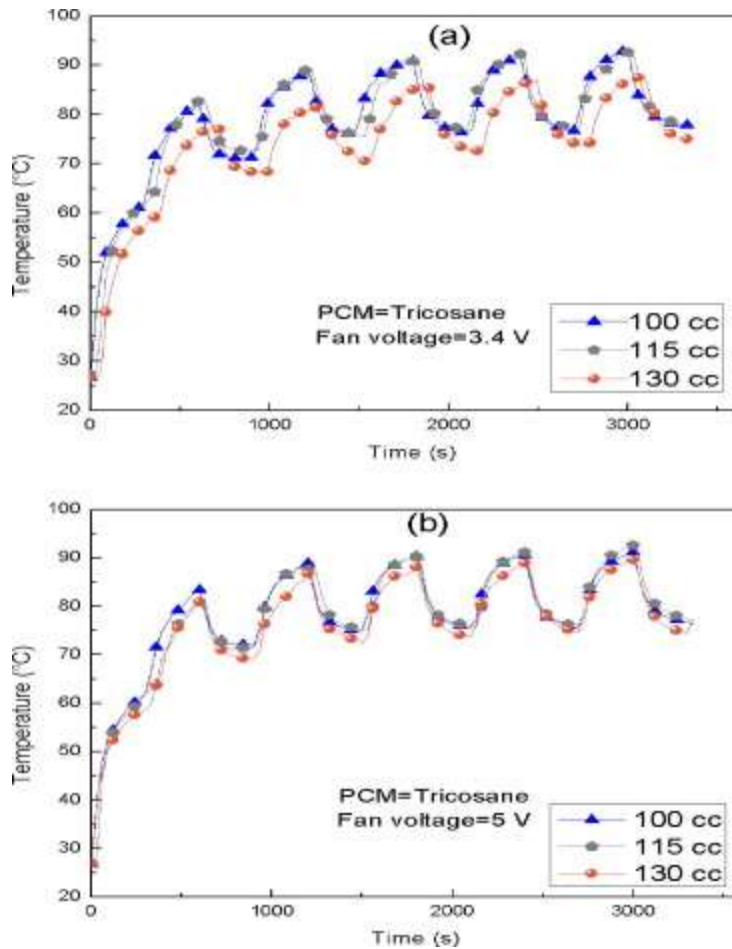 (a)
100
90
80
70
60
50
40
30
20
Temperature (°C)
PCM=Tricosane
Fan voltage=3.4 V
100 cc
115 cc
130 cc
0
1000
2000
3000
Time (s)
(b)
100
90
80
70
60
50
40
30
20
Temperature (°C)
PCM=Tricosane
Fan voltage=5 V
100 cc
115 cc
130 cc
0
1000
2000
3000
Time (s)